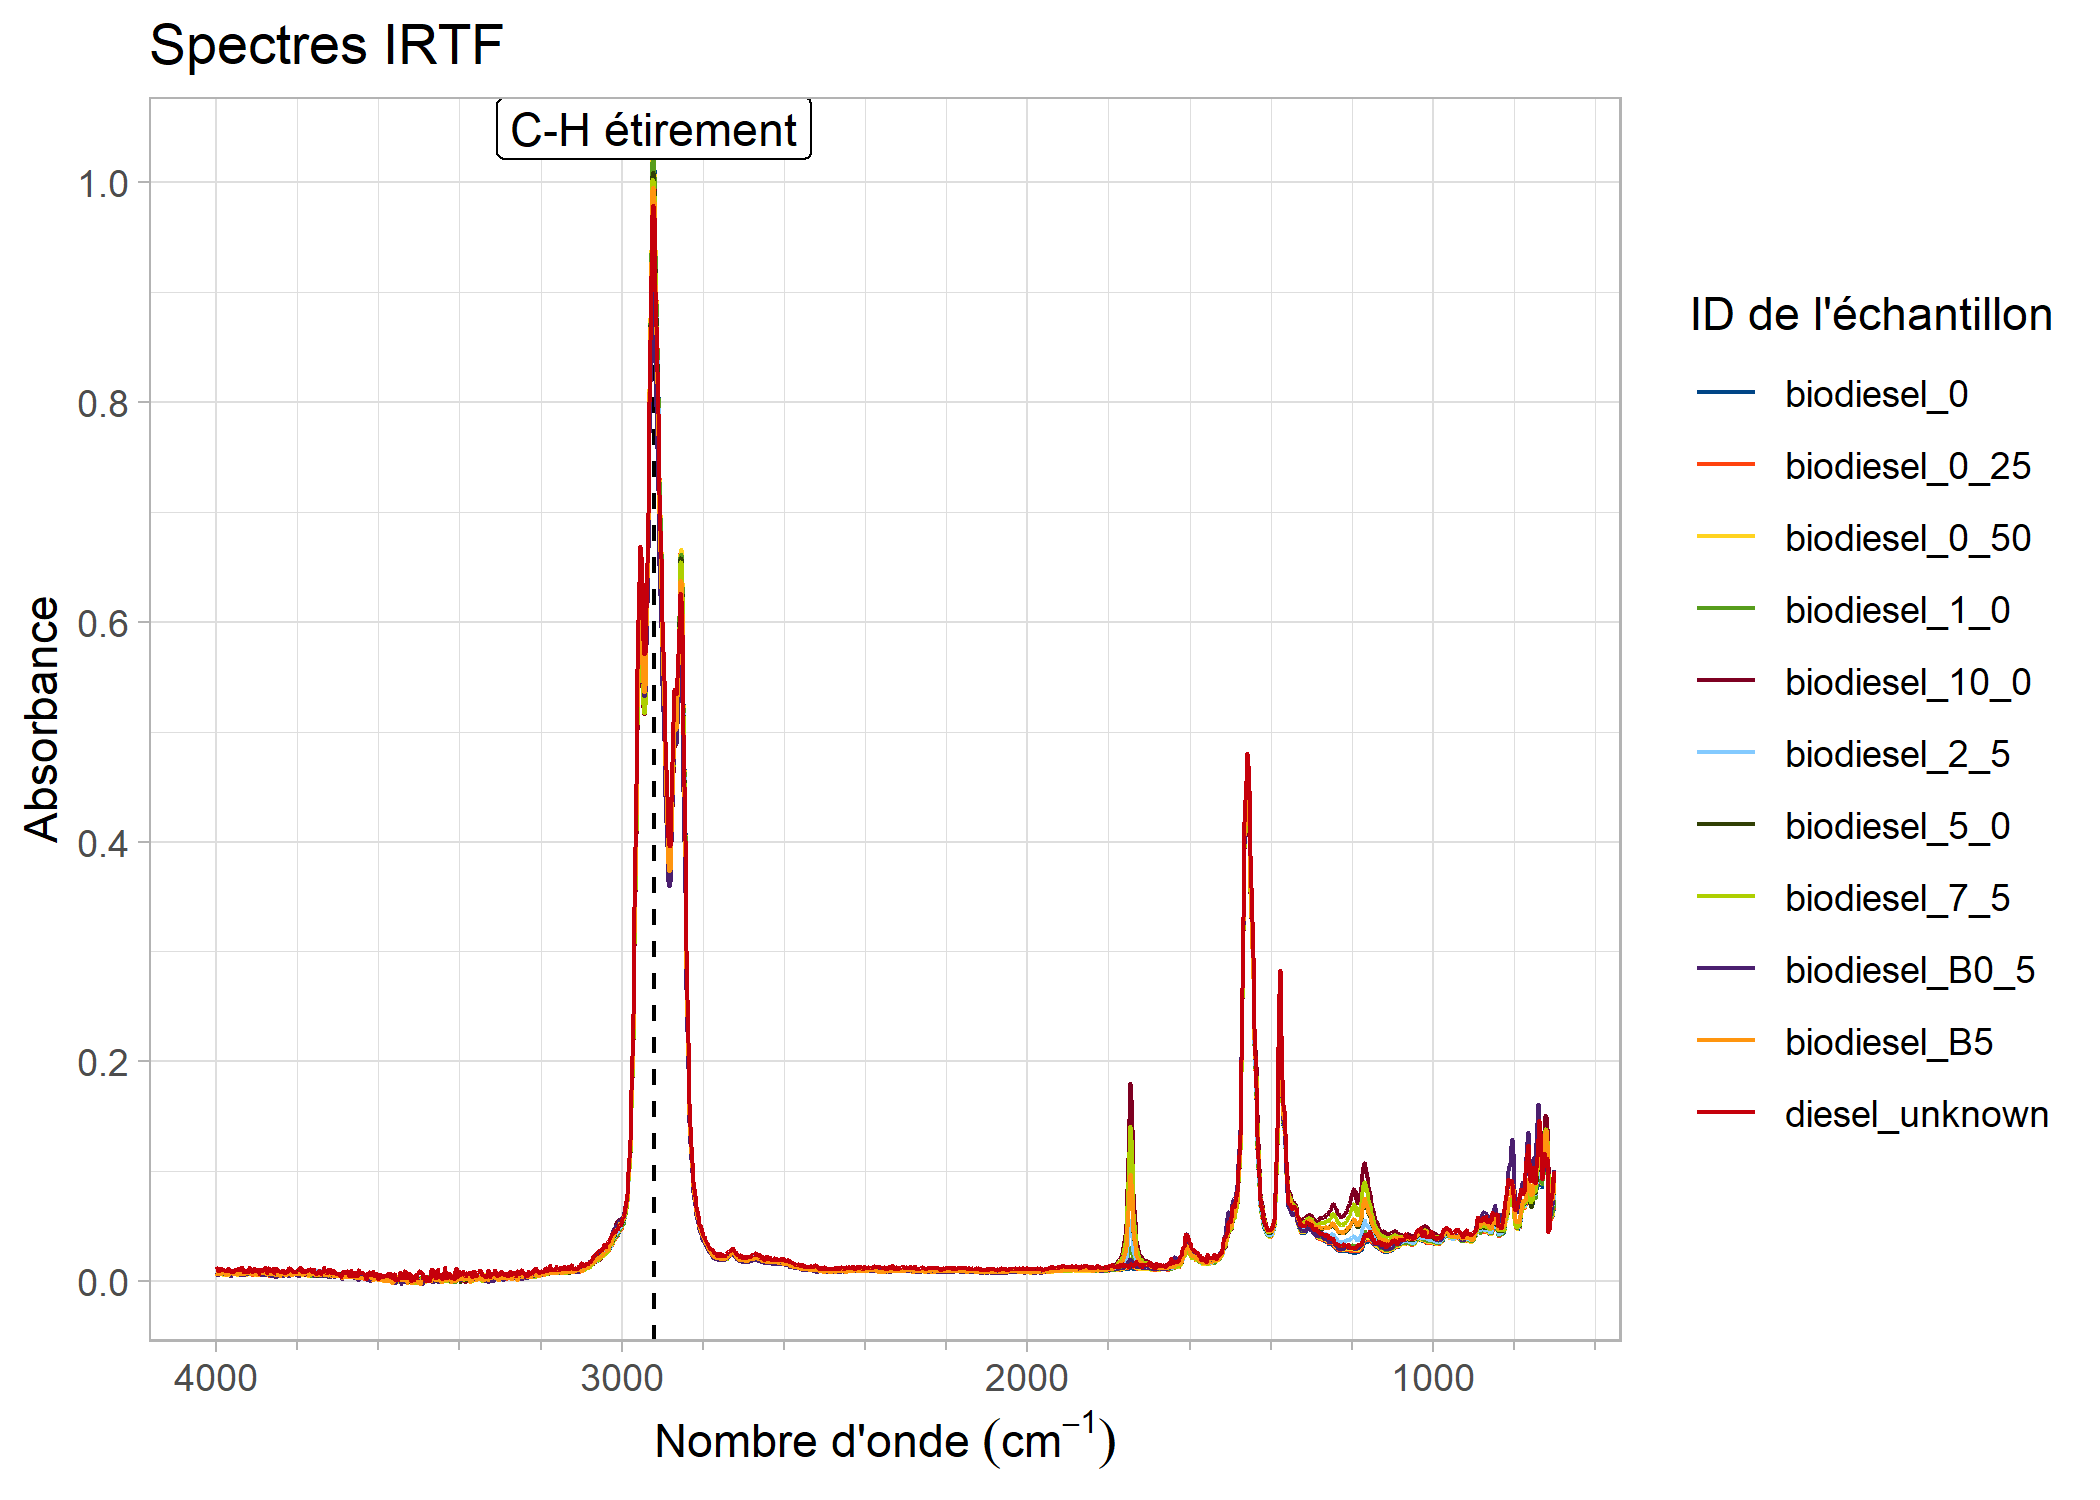 Spectres IRTF
C-H étirement
1.0
0.8
0.6
0.4
0.2
0.0
Absorbance
4000
3000
2000
1000
Nombre d'onde (cm⁻¹)
ID de l'échantillon
biodiesel_0
biodiesel_0_25
biodiesel_0_50
biodiesel_1_0
biodiesel_10_0
biodiesel_2_5
biodiesel_5_0
biodiesel_7_5
biodiesel_B0_5
biodiesel_B5
diesel_unknown